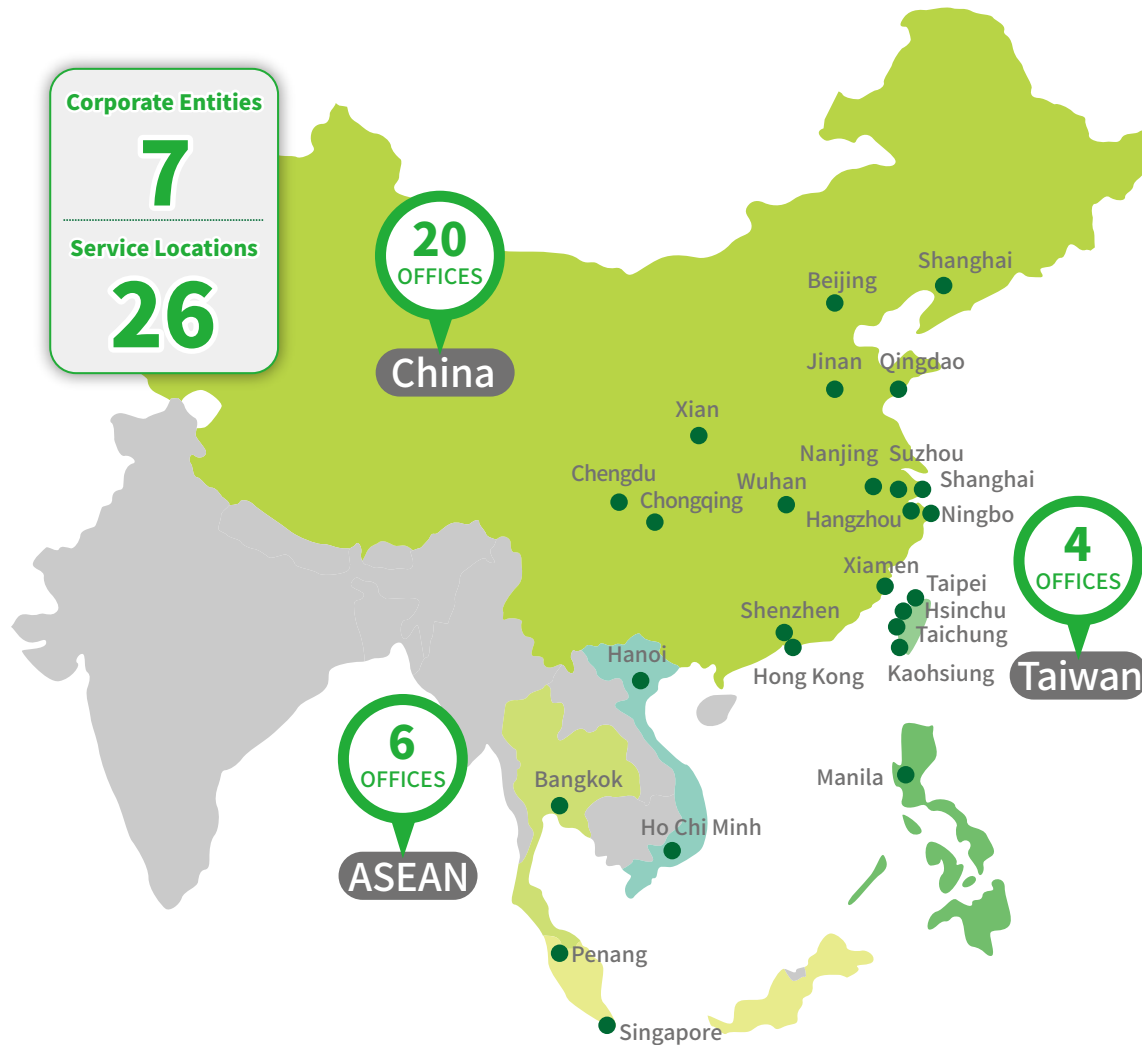 Corporate Entities
7
Service Locations
26
20
OFFICES
China
Beijing
Shanghai
Jinan
Qingdao
Xian
Nanjing
Suzhou
Chengdu
Wuhan
Shanghai
Chongqing
Hangzhou
Ningbo
4
OFFICES
Taiwan
Xiamen
Taipei
Hsinchu
Shenzhen
Taichung
Hong Kong
Kaohsiung
Hanoi
6
OFFICES
ASEAN
Bangkok
Manila
Ho Chi Minh
Penang
Singapore